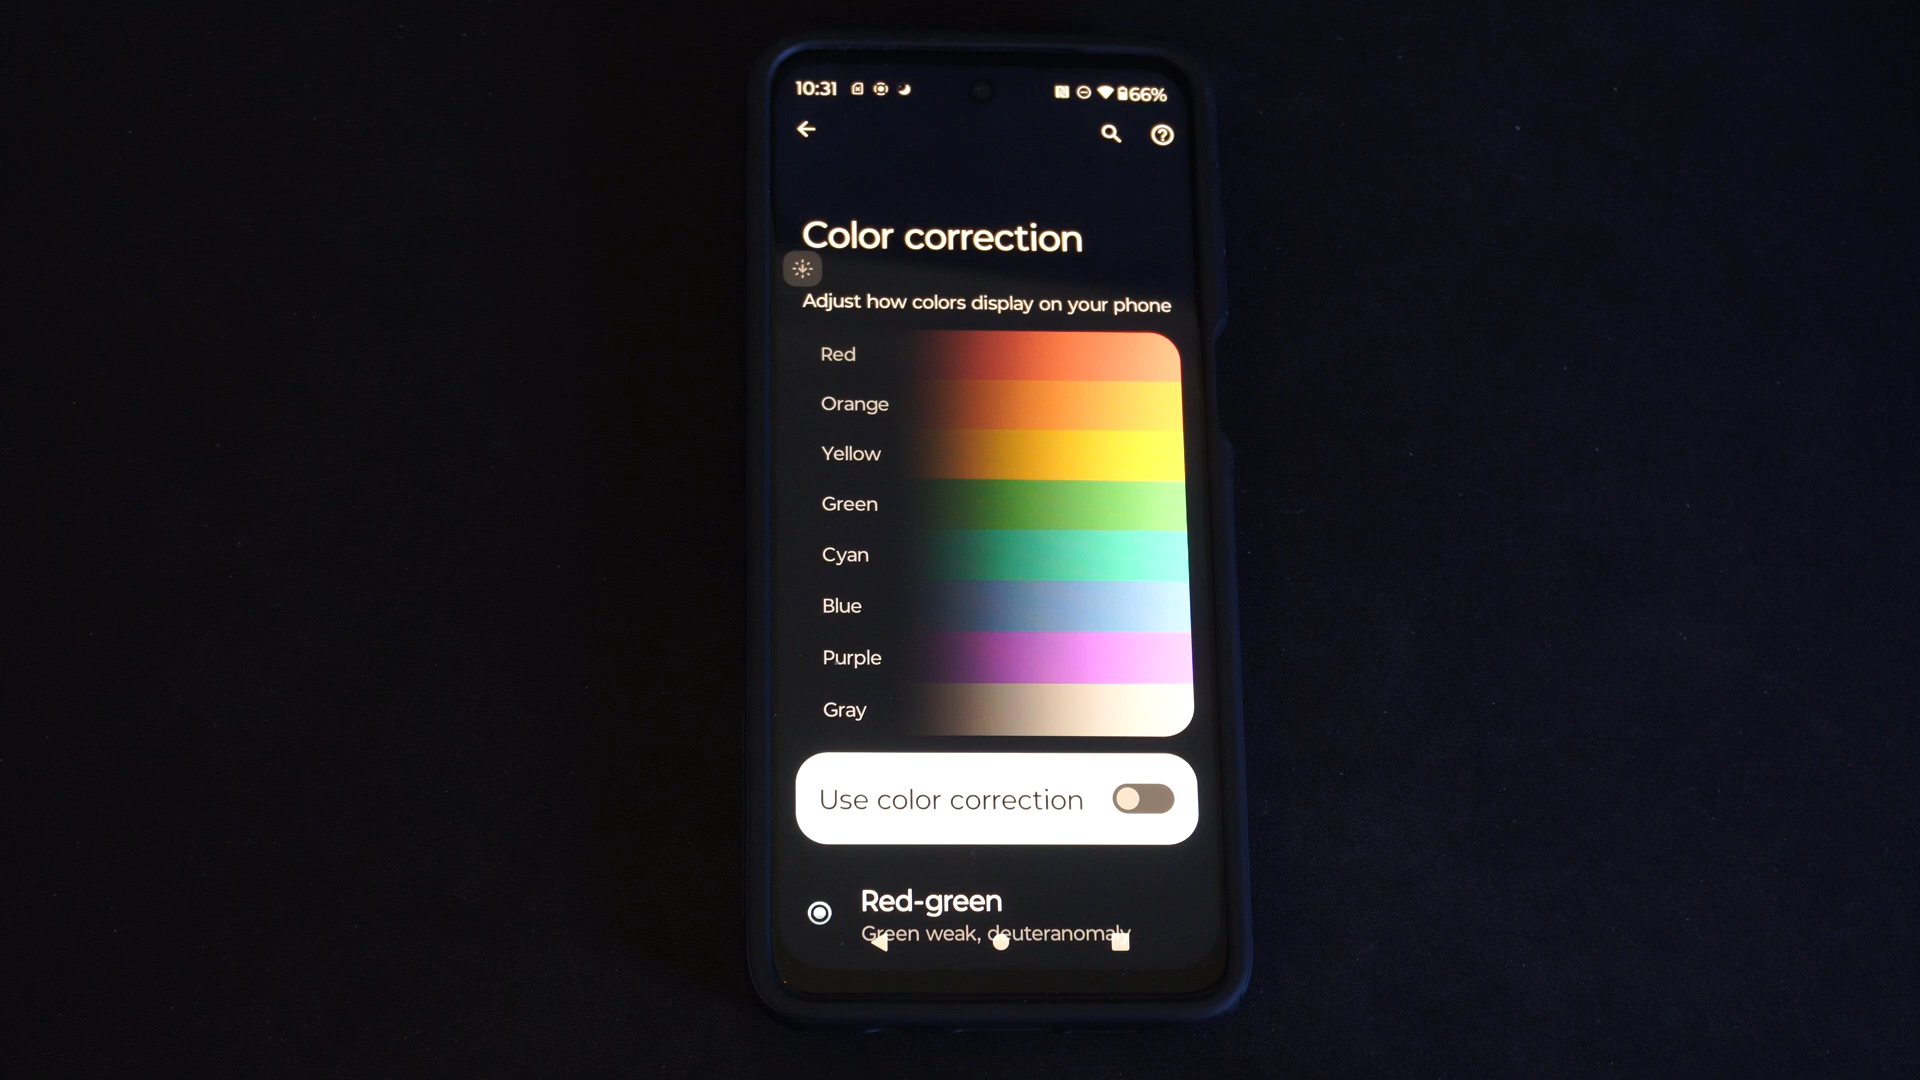 10:31 66%
Color correction
Adjust how colors display on your phone
Red
Orange
Yellow
Green
Cyan
Blue
Purple
Gray
Use color correction
Red-green
Green weak, deuteranomaly